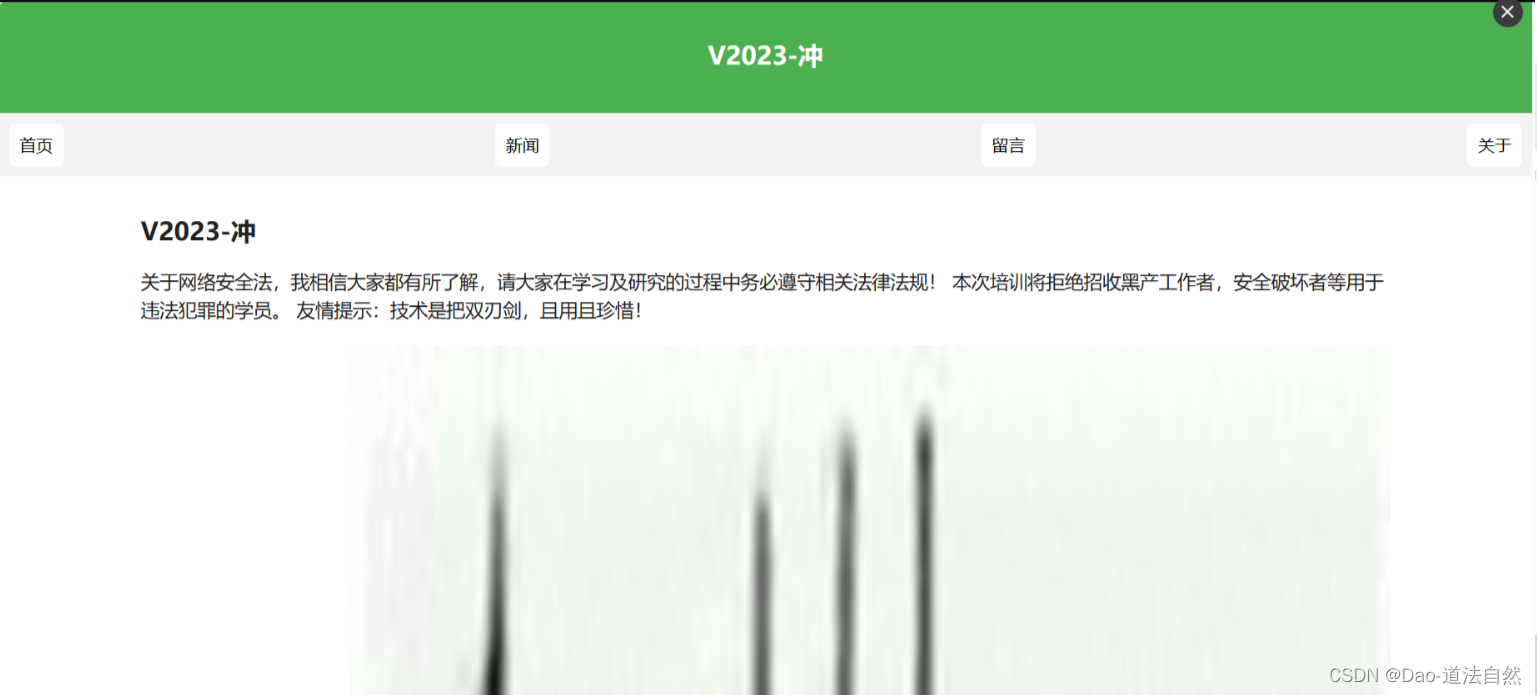 V2023-冲
首页 新闻 留言 关于
V2023-冲
关于网络安全法，我相信大家都有所了解，请大家在学习及研究的过程中务必遵守相关法律法规！ 本次培训将拒绝招收黑产工作者，安全破坏者等用于
违法犯罪的学员。 友情提示：技术是把双刃剑，且用且珍惜！
CSDN @Dao-道法自然